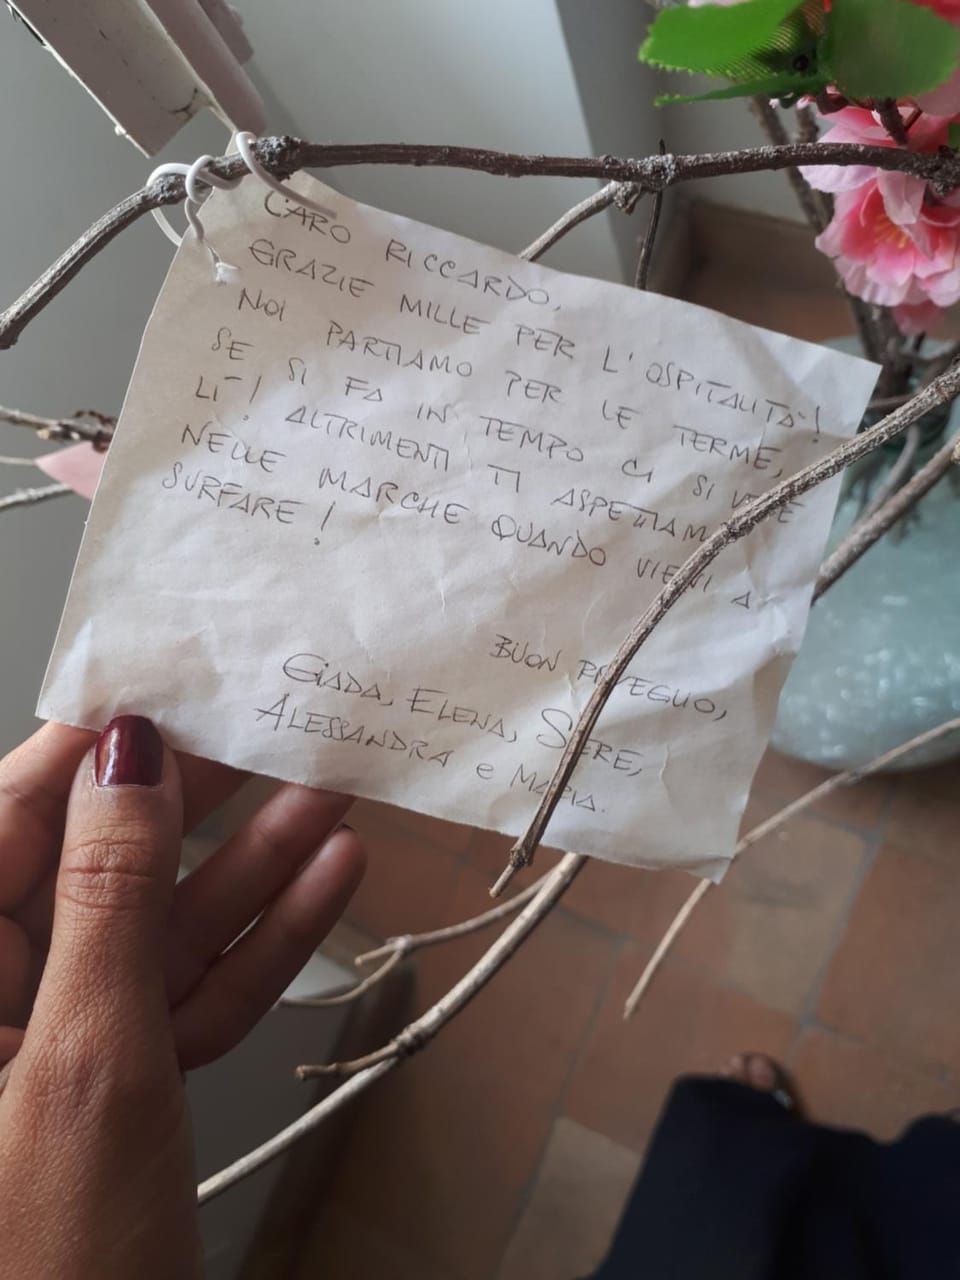 CARO RICCARDO,
GRAZIE MILLE PER L'OSPITALITÀ!
NOI PARTIAMO PER LE TERME,
SE SI FA IN TEMPO CI SI VEDE
LÌ! ALTRIMENTI TI ASPETTIAMO
NELLE MARCHE QUANDO VIENI A
SURFARE!
BUON PROSEGUO,
GIADA, ELENA,
ALESSANDRA e MARIA.